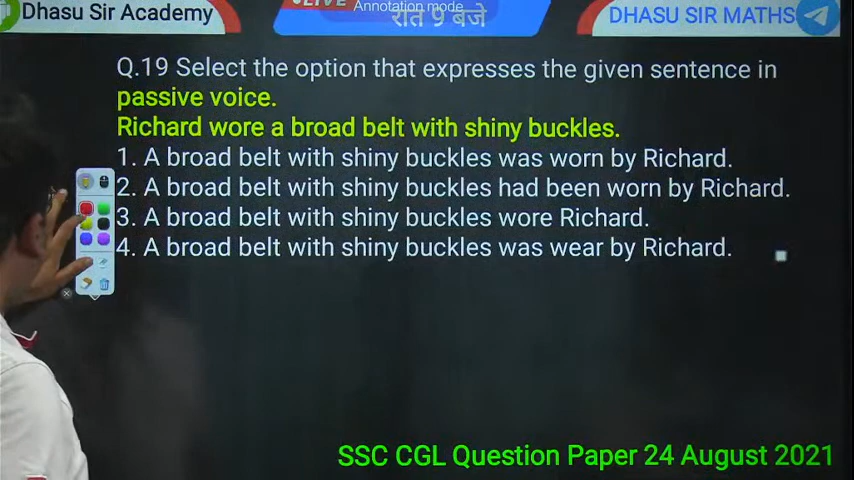 Dhasu Sir Academy
LIVE
Annotation mode
रात 9 बजे
DHASU SIR MATHS
Q.19 Select the option that expresses the given sentence in
passive voice.
Richard wore a broad belt with shiny buckles.
1. A broad belt with shiny buckles was worn by Richard.
2. A broad belt with shiny buckles had been worn by Richard.
3. A broad belt with shiny buckles wore Richard.
4. A broad belt with shiny buckles was wear by Richard.
SSC CGL Question Paper 24 August 2021